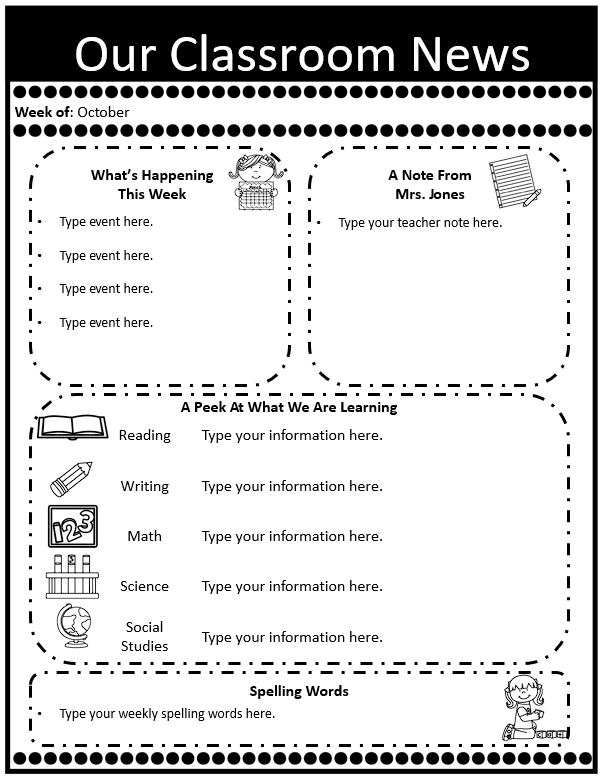 Our Classroom News
Week of: October
What's Happening
This Week
• Type event here.
• Type event here.
• Type event here.
• Type event here.
A Note From
Mrs. Jones
• Type your teacher note here.
A Peek At What We Are Learning
Reading Type your information here.
Writing Type your information here.
123
Math Type your information here.
Science Type your information here.
Social
Studies Type your information here.
Spelling Words
• Type your weekly spelling words here.